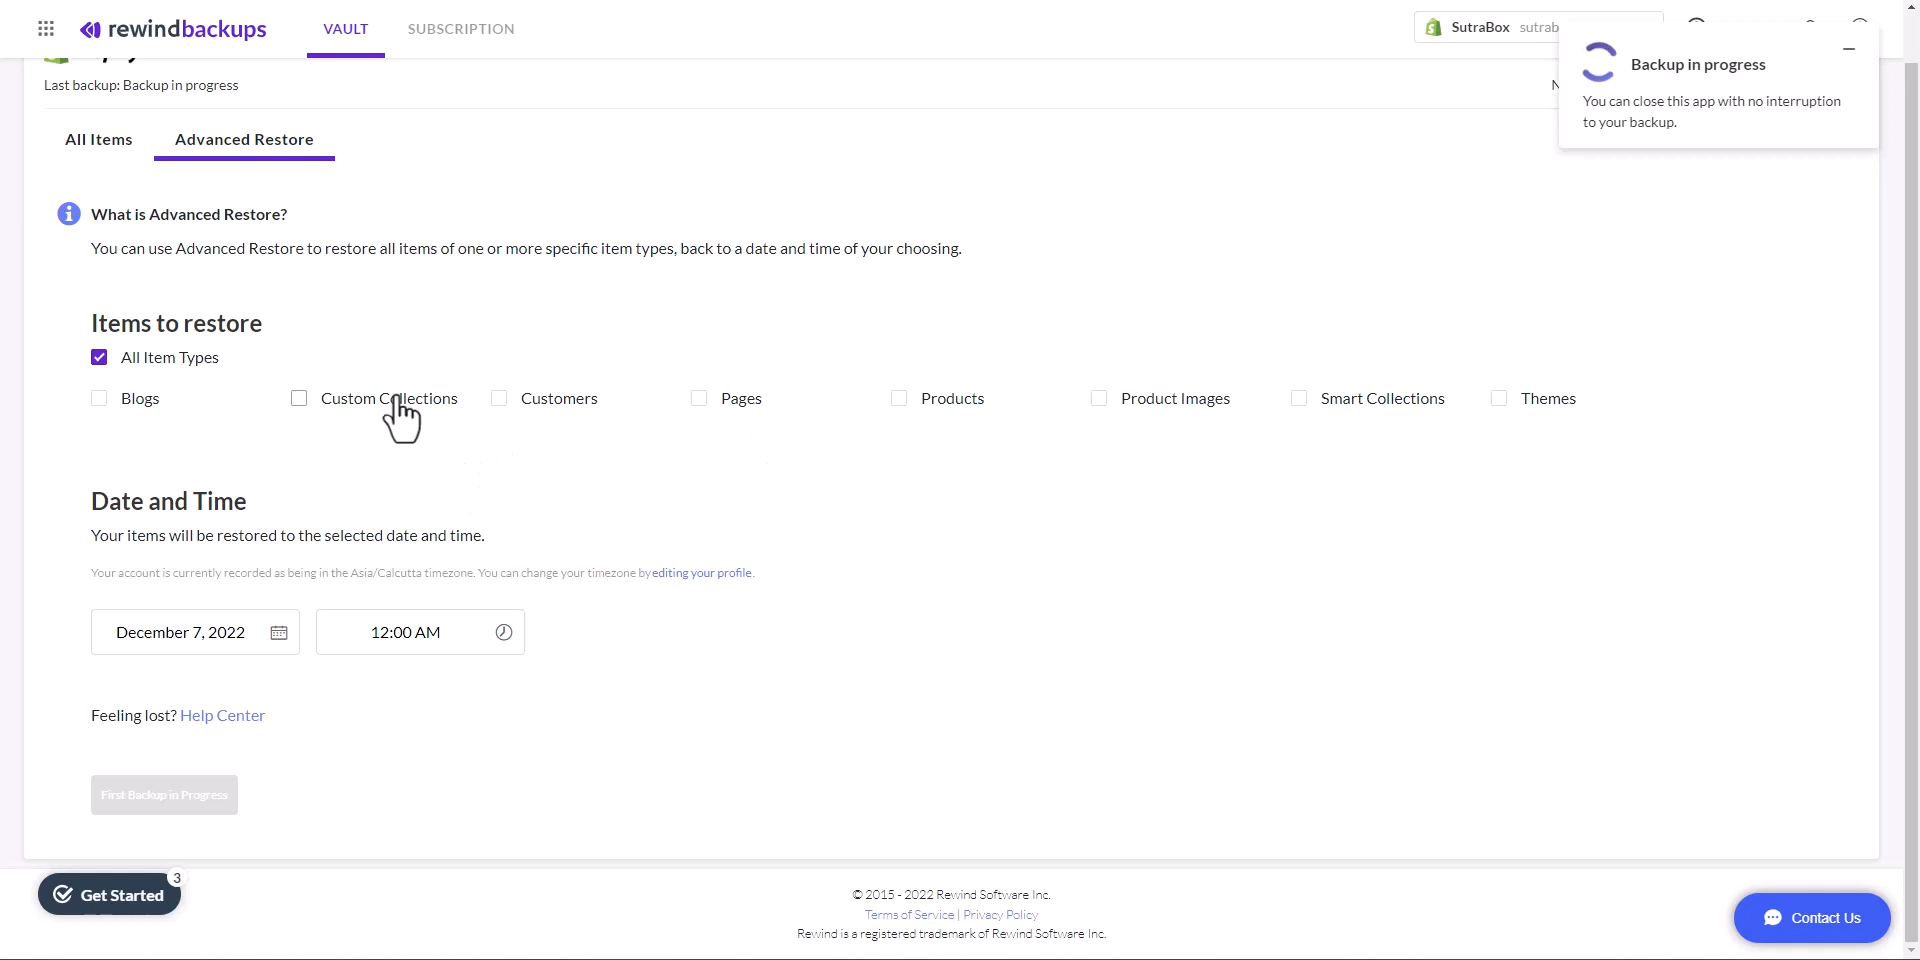 rewindbackups
VAULT
SUBSCRIPTION
SutraBox sutrab
Backup in progress
You can close this app with no interruption
to your backup.
Last backup: Backup in progress
All Items
Advanced Restore
What is Advanced Restore?
You can use Advanced Restore to restore all items of one or more specific item types, back to a date and time of your choosing.
Items to restore
All Item Types
Blogs
Custom Collections
Customers
Pages
Products
Product Images
Smart Collections
Themes
Date and Time
Your items will be restored to the selected date and time.
Your account is currently recorded as being in the Asia/Calcutta timezone. You can change your timezone by editing your profile.
December 7, 2022
12:00 AM
Feeling lost? Help Center
First Backup in Progress
Get Started
3
© 2015 - 2022 Rewind Software Inc.
Terms of Service | Privacy Policy
Rewind is a registered trademark of Rewind Software Inc.
Contact Us